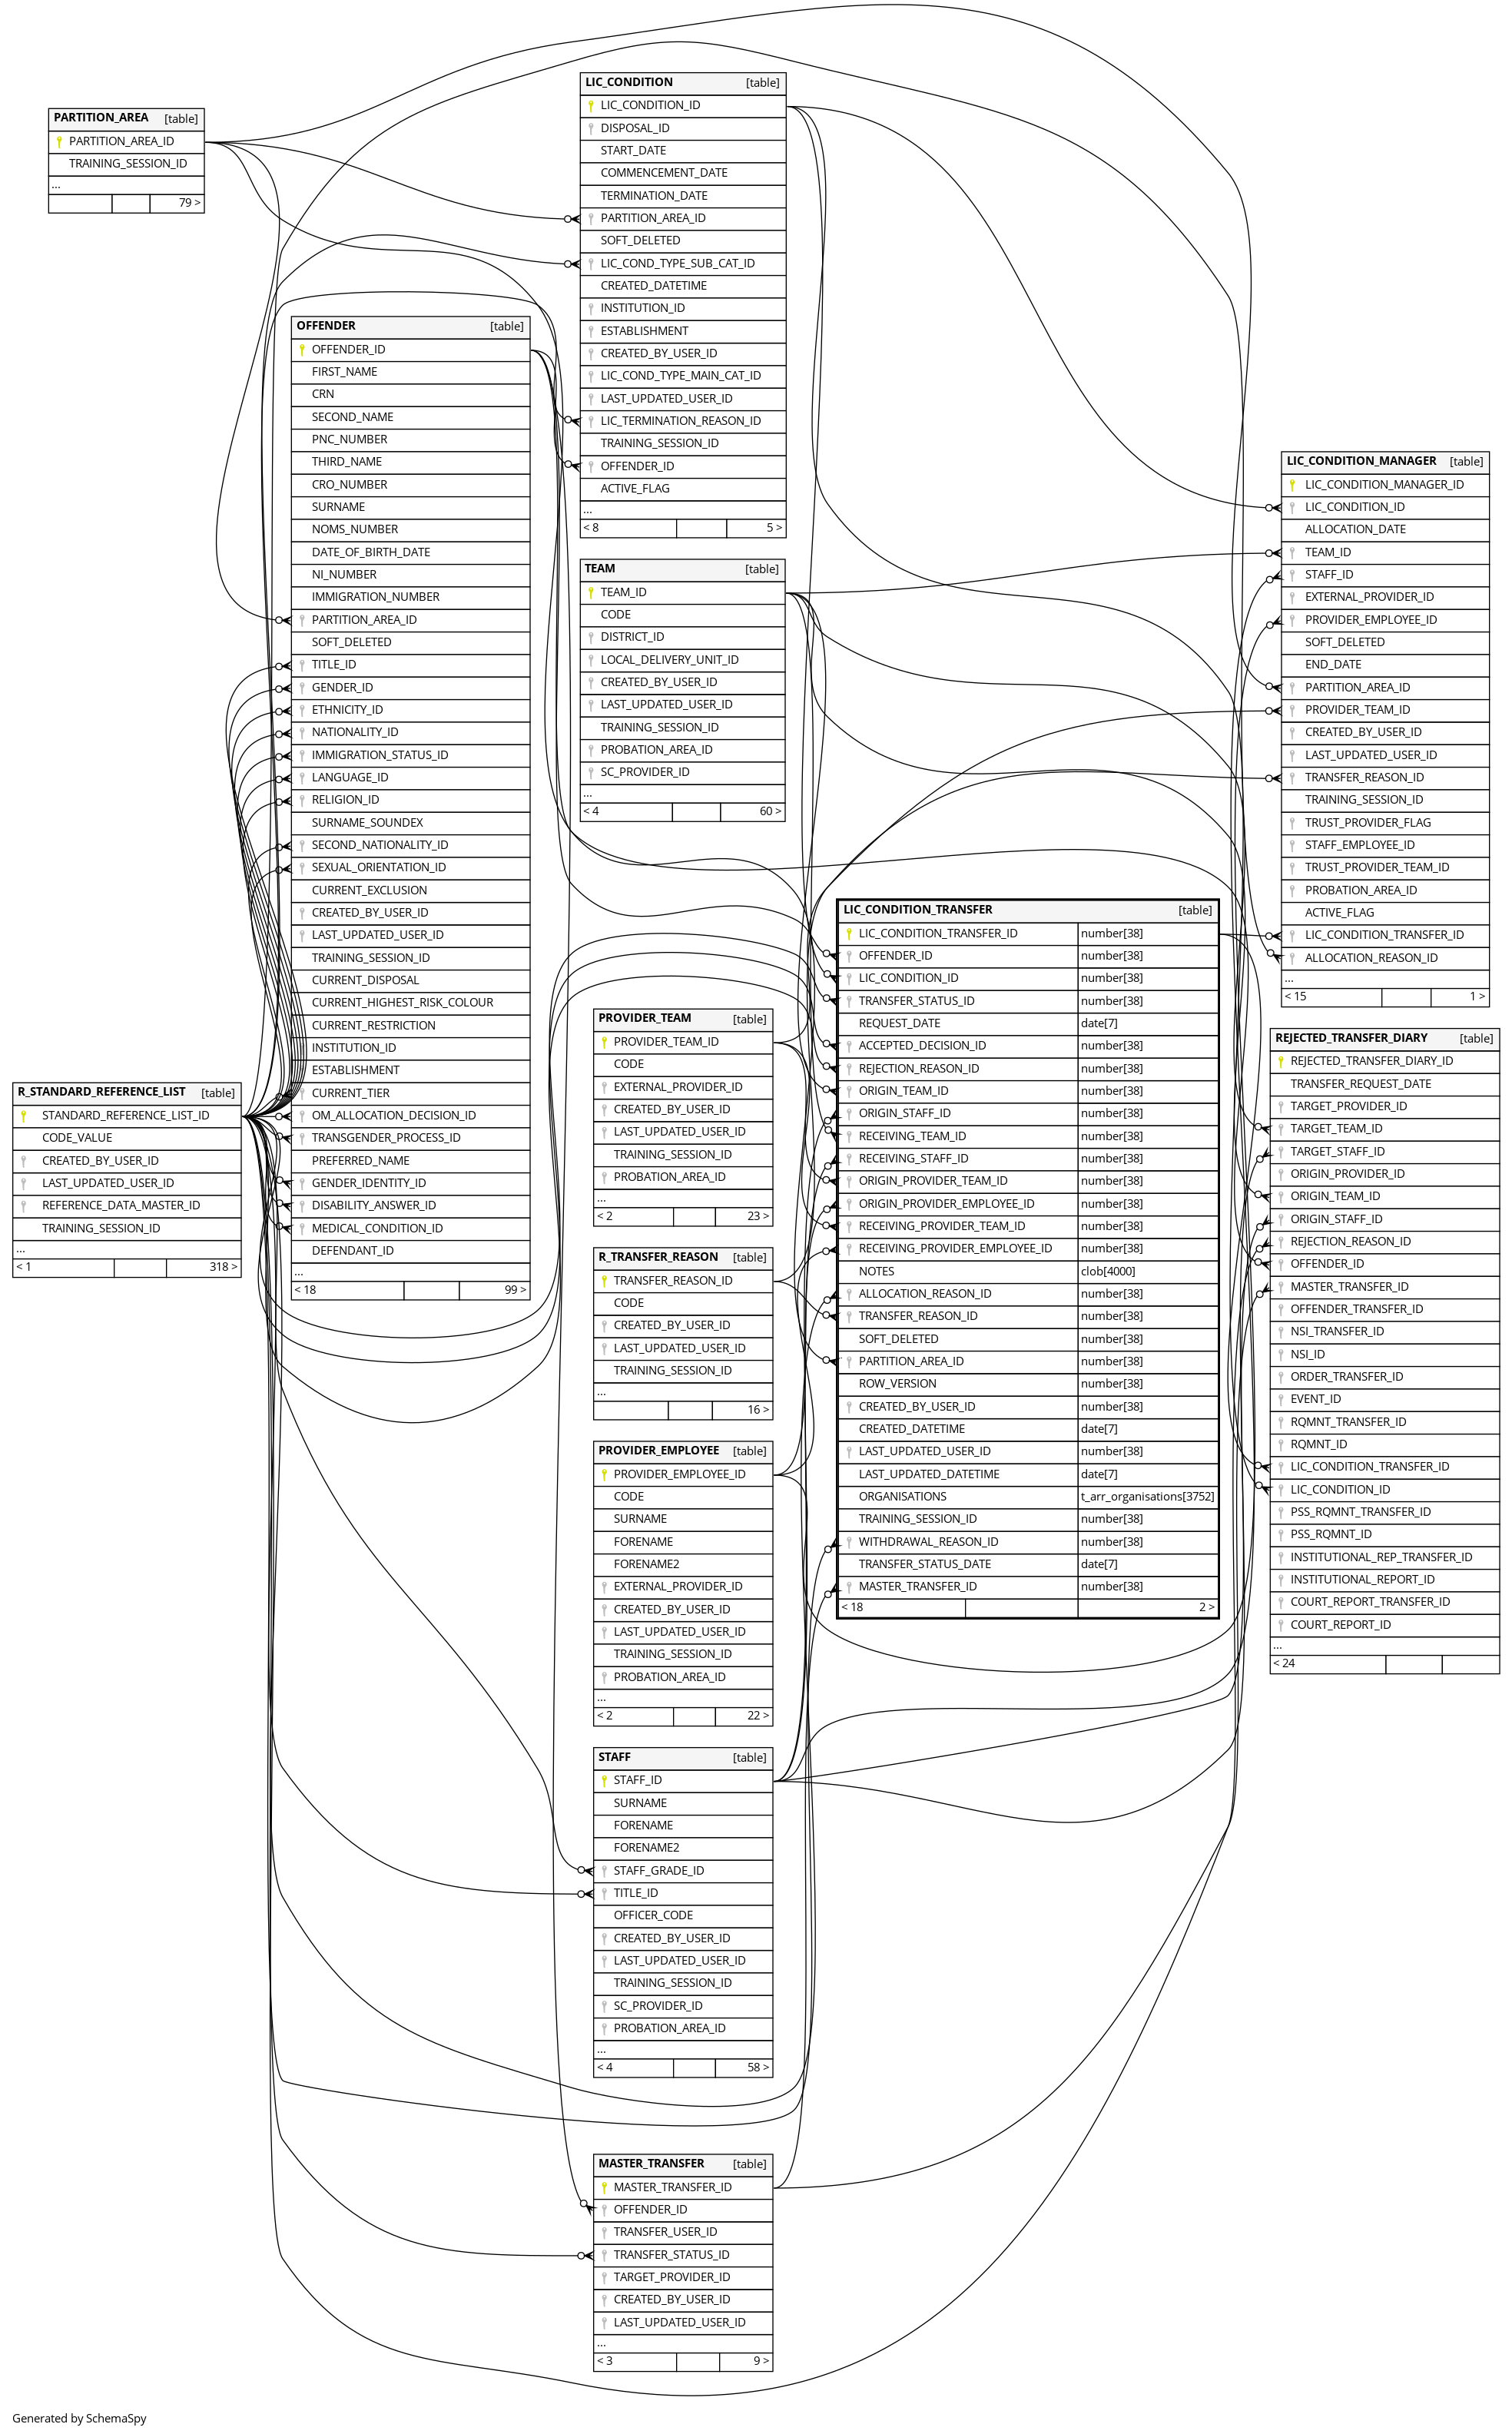 PARTITION_AREA [table]
PARTITION_AREA_ID
TRAINING_SESSION_ID
...
79 >
LIC_CONDITION [table]
LIC_CONDITION_ID
DISPOSAL_ID
START_DATE
COMMENCEMENT_DATE
TERMINATION_DATE
PARTITION_AREA_ID
SOFT_DELETED
LIC_COND_TYPE_SUB_CAT_ID
CREATED_DATETIME
INSTITUTION_ID
ESTABLISHMENT
CREATED_BY_USER_ID
LIC_COND_TYPE_MAIN_CAT_ID
LAST_UPDATED_USER_ID
LIC_TERMINATION_REASON_ID
TRAINING_SESSION_ID
OFFENDER_ID
ACTIVE_FLAG
...
< 8 5 >
OFFENDER [table]
OFFENDER_ID
FIRST_NAME
CRN
SECOND_NAME
PNC_NUMBER
THIRD_NAME
CRO_NUMBER
SURNAME
NOMS_NUMBER
DATE_OF_BIRTH_DATE
NI_NUMBER
IMMIGRATION_NUMBER
PARTITION_AREA_ID
SOFT_DELETED
TITLE_ID
GENDER_ID
ETHNICITY_ID
NATIONALITY_ID
IMMIGRATION_STATUS_ID
LANGUAGE_ID
RELIGION_ID
SURNAME_SOUNDEX
SECOND_NATIONALITY_ID
SEXUAL_ORIENTATION_ID
CURRENT_EXCLUSION
CREATED_BY_USER_ID
LAST_UPDATED_USER_ID
TRAINING_SESSION_ID
CURRENT_DISPOSAL
CURRENT_HIGHEST_RISK_COLOUR
CURRENT_RESTRICTION
INSTITUTION_ID
ESTABLISHMENT
CURRENT_TIER
OM_ALLOCATION_DECISION_ID
TRANSGENDER_PROCESS_ID
PREFERRED_NAME
GENDER_IDENTITY_ID
DISABILITY_ANSWER_ID
MEDICAL_CONDITION_ID
DEFENDANT_ID
...
< 18 99 >
LIC_CONDITION_MANAGER [table]
LIC_CONDITION_MANAGER_ID
LIC_CONDITION_ID
ALLOCATION_DATE
TEAM_ID
STAFF_ID
EXTERNAL_PROVIDER_ID
PROVIDER_EMPLOYEE_ID
SOFT_DELETED
END_DATE
PARTITION_AREA_ID
PROVIDER_TEAM_ID
CREATED_BY_USER_ID
LAST_UPDATED_USER_ID
TRANSFER_REASON_ID
TRAINING_SESSION_ID
TRUST_PROVIDER_FLAG
STAFF_EMPLOYEE_ID
TRUST_PROVIDER_TEAM_ID
PROBATION_AREA_ID
ACTIVE_FLAG
LIC_CONDITION_TRANSFER_ID
ALLOCATION_REASON_ID
...
< 15 1 >
TEAM [table]
TEAM_ID
CODE
DISTRICT_ID
LOCAL_DELIVERY_UNIT_ID
CREATED_BY_USER_ID
LAST_UPDATED_USER_ID
TRAINING_SESSION_ID
PROBATION_AREA_ID
SC_PROVIDER_ID
...
< 4 60 >
LIC_CONDITION_TRANSFER [table]
LIC_CONDITION_TRANSFER_ID number[38]
OFFENDER_ID number[38]
LIC_CONDITION_ID number[38]
TRANSFER_STATUS_ID number[38]
REQUEST_DATE date[7]
ACCEPTED_DECISION_ID number[38]
REJECTION_REASON_ID number[38]
ORIGIN_TEAM_ID number[38]
ORIGIN_STAFF_ID number[38]
RECEIVING_TEAM_ID number[38]
RECEIVING_STAFF_ID number[38]
ORIGIN_PROVIDER_TEAM_ID number[38]
ORIGIN_PROVIDER_EMPLOYEE_ID number[38]
RECEIVING_PROVIDER_TEAM_ID number[38]
RECEIVING_PROVIDER_EMPLOYEE_ID number[38]
NOTES clob[4000]
ALLOCATION_REASON_ID number[38]
TRANSFER_REASON_ID number[38]
SOFT_DELETED number[38]
PARTITION_AREA_ID number[38]
ROW_VERSION number[38]
CREATED_BY_USER_ID number[38]
CREATED_DATETIME date[7]
LAST_UPDATED_USER_ID number[38]
LAST_UPDATED_DATETIME date[7]
ORGANISATIONS t_arr_organisations[3752]
TRAINING_SESSION_ID number[38]
WITHDRAWAL_REASON_ID number[38]
TRANSFER_STATUS_DATE date[7]
MASTER_TRANSFER_ID number[38]
< 18 2 >
PROVIDER_TEAM [table]
PROVIDER_TEAM_ID
CODE
EXTERNAL_PROVIDER_ID
CREATED_BY_USER_ID
LAST_UPDATED_USER_ID
TRAINING_SESSION_ID
PROBATION_AREA_ID
...
< 2 23 >
REJECTED_TRANSFER_DIARY [table]
REJECTED_TRANSFER_DIARY_ID
TRANSFER_REQUEST_DATE
TARGET_PROVIDER_ID
TARGET_TEAM_ID
TARGET_STAFF_ID
ORIGIN_PROVIDER_ID
ORIGIN_TEAM_ID
ORIGIN_STAFF_ID
REJECTION_REASON_ID
OFFENDER_ID
MASTER_TRANSFER_ID
OFFENDER_TRANSFER_ID
NSI_TRANSFER_ID
NSI_ID
ORDER_TRANSFER_ID
EVENT_ID
RQMNT_TRANSFER_ID
RQMNT_ID
LIC_CONDITION_TRANSFER_ID
LIC_CONDITION_ID
PSS_RQMNT_TRANSFER_ID
PSS_RQMNT_ID
INSTITUTIONAL_REP_TRANSFER_ID
INSTITUTIONAL_REPORT_ID
COURT_REPORT_TRANSFER_ID
COURT_REPORT_ID
...
< 24
R_STANDARD_REFERENCE_LIST [table]
STANDARD_REFERENCE_LIST_ID
CODE_VALUE
CREATED_BY_USER_ID
LAST_UPDATED_USER_ID
REFERENCE_DATA_MASTER_ID
TRAINING_SESSION_ID
...
< 1 318 >
R_TRANSFER_REASON [table]
TRANSFER_REASON_ID
CODE
CREATED_BY_USER_ID
LAST_UPDATED_USER_ID
TRAINING_SESSION_ID
...
16 >
PROVIDER_EMPLOYEE [table]
PROVIDER_EMPLOYEE_ID
CODE
SURNAME
FORENAME
FORENAME2
EXTERNAL_PROVIDER_ID
CREATED_BY_USER_ID
LAST_UPDATED_USER_ID
TRAINING_SESSION_ID
PROBATION_AREA_ID
...
< 2 22 >
STAFF [table]
STAFF_ID
SURNAME
FORENAME
FORENAME2
STAFF_GRADE_ID
TITLE_ID
OFFICER_CODE
CREATED_BY_USER_ID
LAST_UPDATED_USER_ID
TRAINING_SESSION_ID
SC_PROVIDER_ID
PROBATION_AREA_ID
...
< 4 58 >
MASTER_TRANSFER [table]
MASTER_TRANSFER_ID
OFFENDER_ID
TRANSFER_USER_ID
TRANSFER_STATUS_ID
TARGET_PROVIDER_ID
CREATED_BY_USER_ID
LAST_UPDATED_USER_ID
...
< 3 9 >
Generated by SchemaSpy